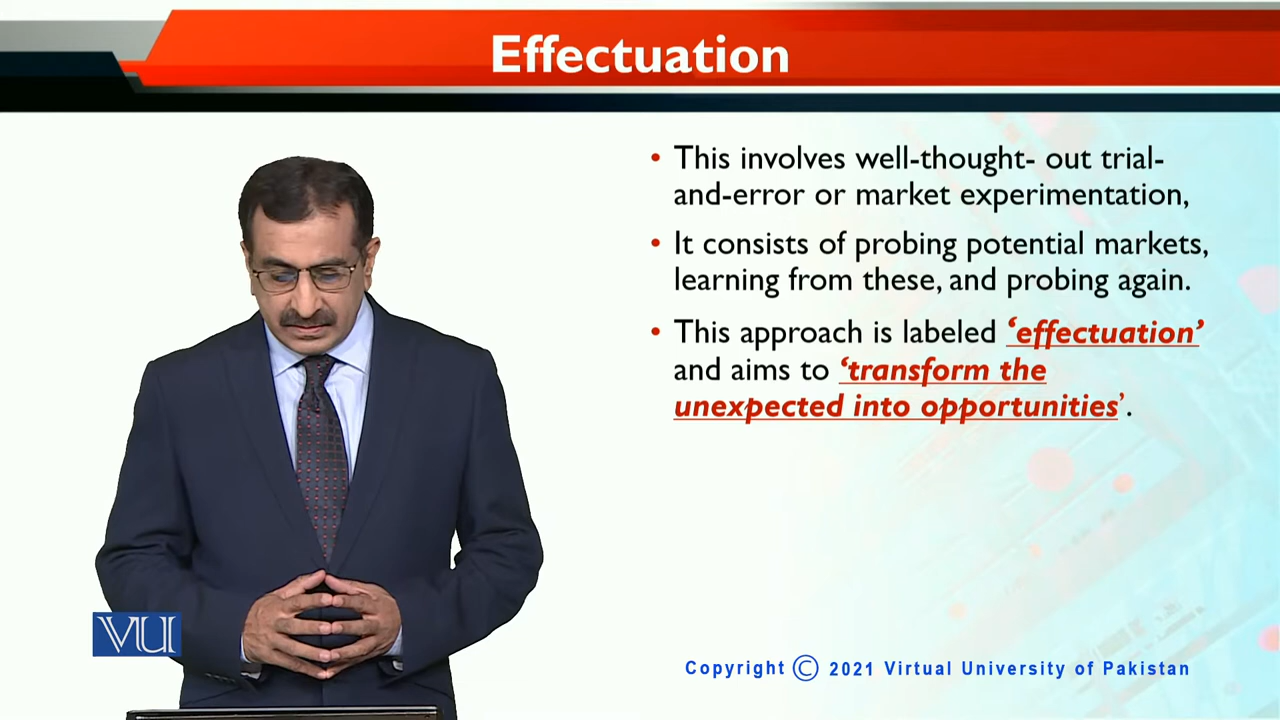 Effectuation
• This involves well-thought- out trial-
and-error or market experimentation,
• It consists of probing potential markets,
learning from these, and probing again.
• This approach is labeled ‘effectuation’
and aims to ‘transform the
unexpected into opportunities’.
VU
Copyright © 2021 Virtual University of Pakistan